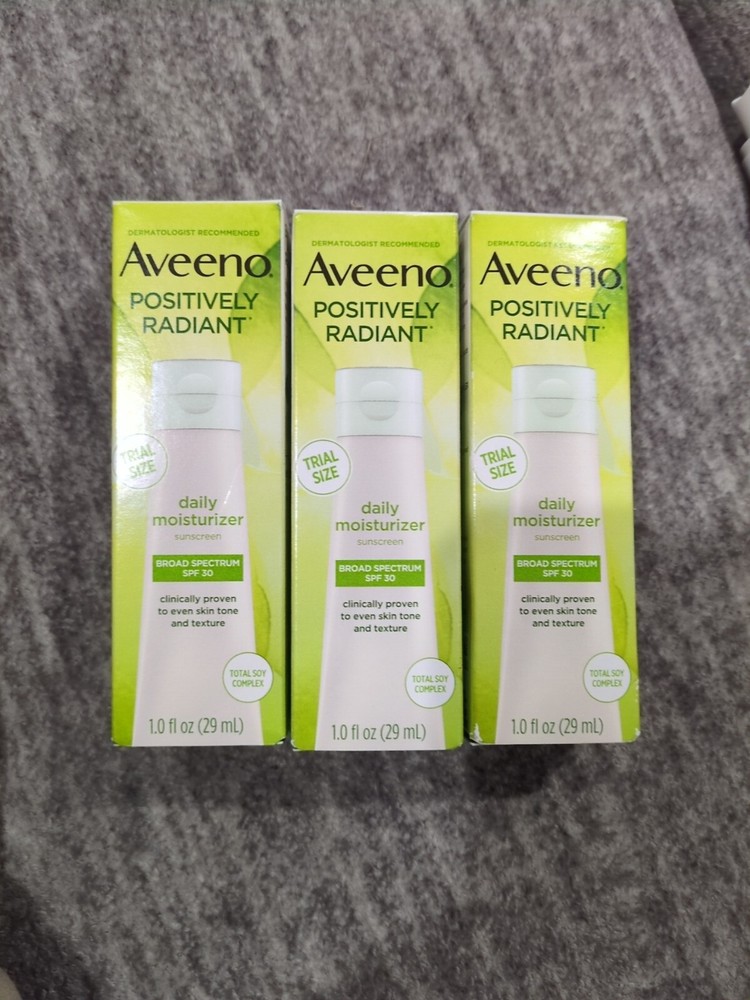 DERMATOLOGIST RECOMMENDED
Aveeno®
POSITIVELY
RADIANT®
TRIAL
SIZE
daily
moisturizer
sunscreen
BROAD SPECTRUM
SPF 30
clinically proven
to even skin tone
and texture
TOTAL SOY
COMPLEX
1.0 fl oz (29 mL)
DERMATOLOGIST RECOMMENDED
Aveeno®
POSITIVELY
RADIANT®
TRIAL
SIZE
daily
moisturizer
sunscreen
BROAD SPECTRUM
SPF 30
clinically proven
to even skin tone
and texture
TOTAL SOY
COMPLEX
1.0 fl oz (29 mL)
DERMATOLOGIST
Aveeno®
POSITIVELY
RADIANT®
TRIAL
SIZE
daily
moisturizer
sunscreen
BROAD SPECTRUM
SPF 30
clinically proven
to even skin tone
and texture
TOTAL SOY
COMPLEX
1.0 fl oz (29 mL)